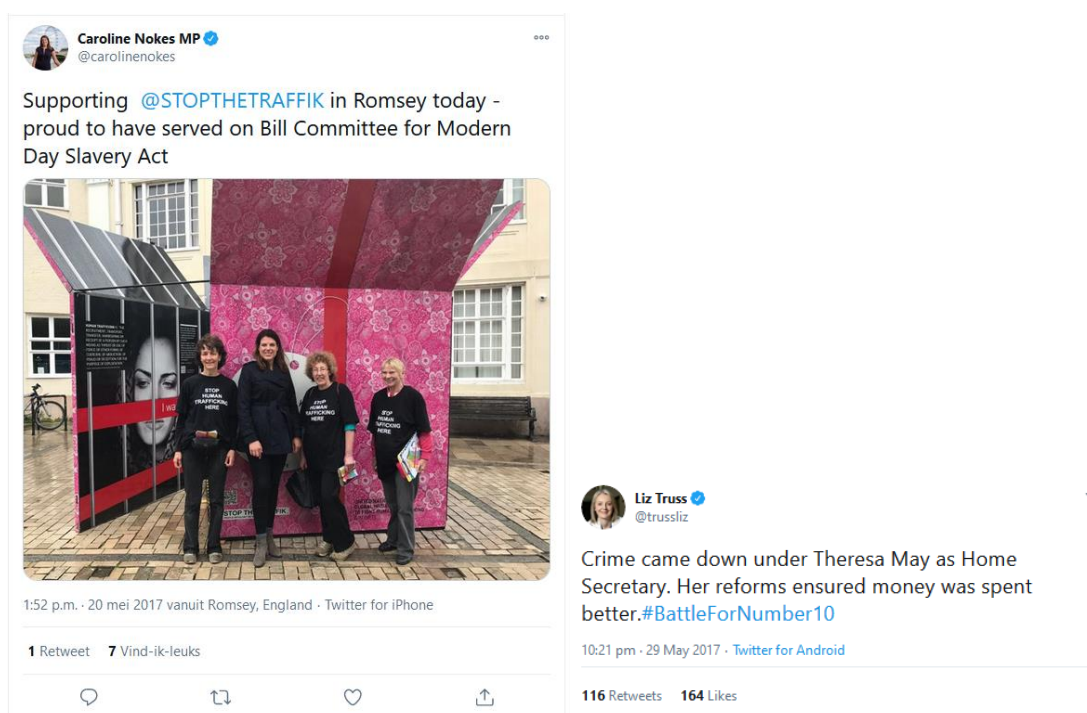 Caroline Nokes MP
@carolinenokes
Supporting @STOPTHETRAFFIK in Romsey today -
proud to have served on Bill Committee for Modern
Day Slavery Act
I wa
STOP
HUMAN
TRAFFICKING
HERE
STOP
HUMAN
TRAFFICKING
HERE
STOP
HUMAN
TRAFFICKING
HERE
STOP TH FIK
1:52 p.m. · 20 mei 2017 vanuit Romsey, England · Twitter for iPhone
1 Retweet 7 Vind-ik-leuks
Liz Truss
@trussliz
Crime came down under Theresa May as Home
Secretary. Her reforms ensured money was spent
better.#BattleForNumber10
10:21 pm · 29 May 2017 · Twitter for Android
116 Retweets 164 Likes